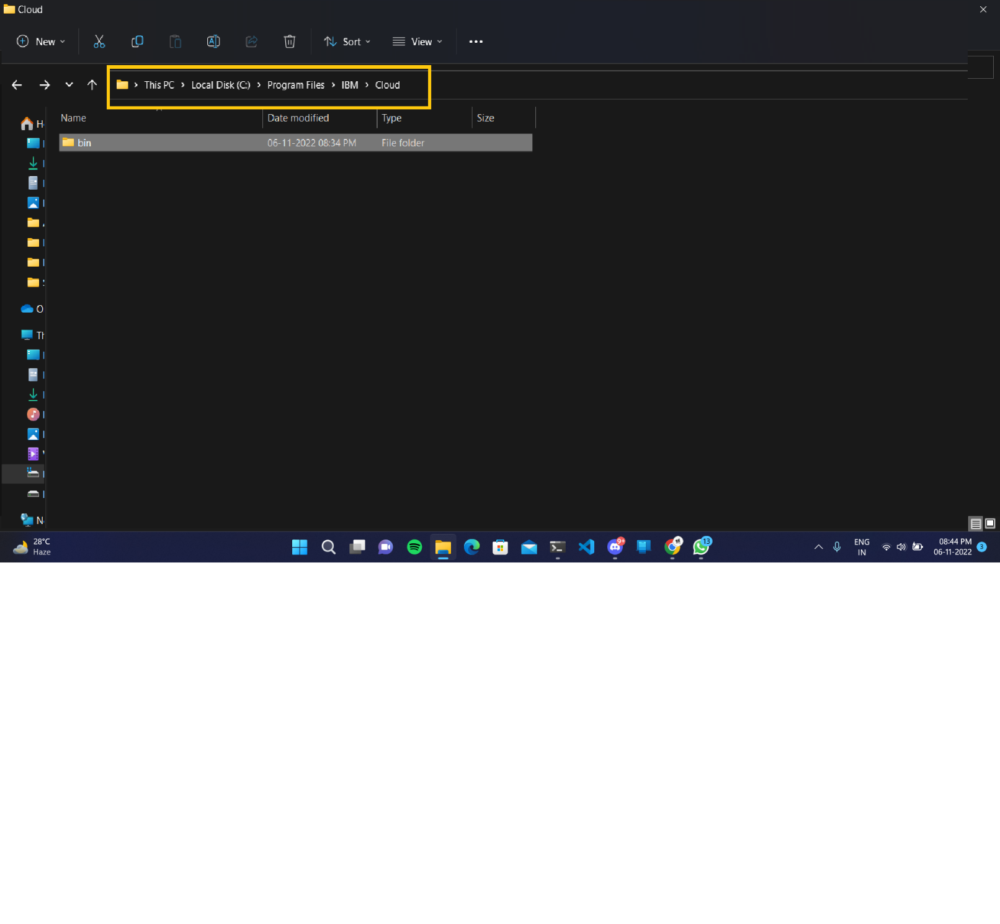 Cloud
New
Sort
View
This PC > Local Disk (C:) > Program Files > IBM > Cloud
Name Date modified Type Size
bin 06-11-2022 08:34 PM File folder
H
O
Th
N
28°C
Haze
9+
13
ENG
IN
08:44 PM
06-11-2022
3